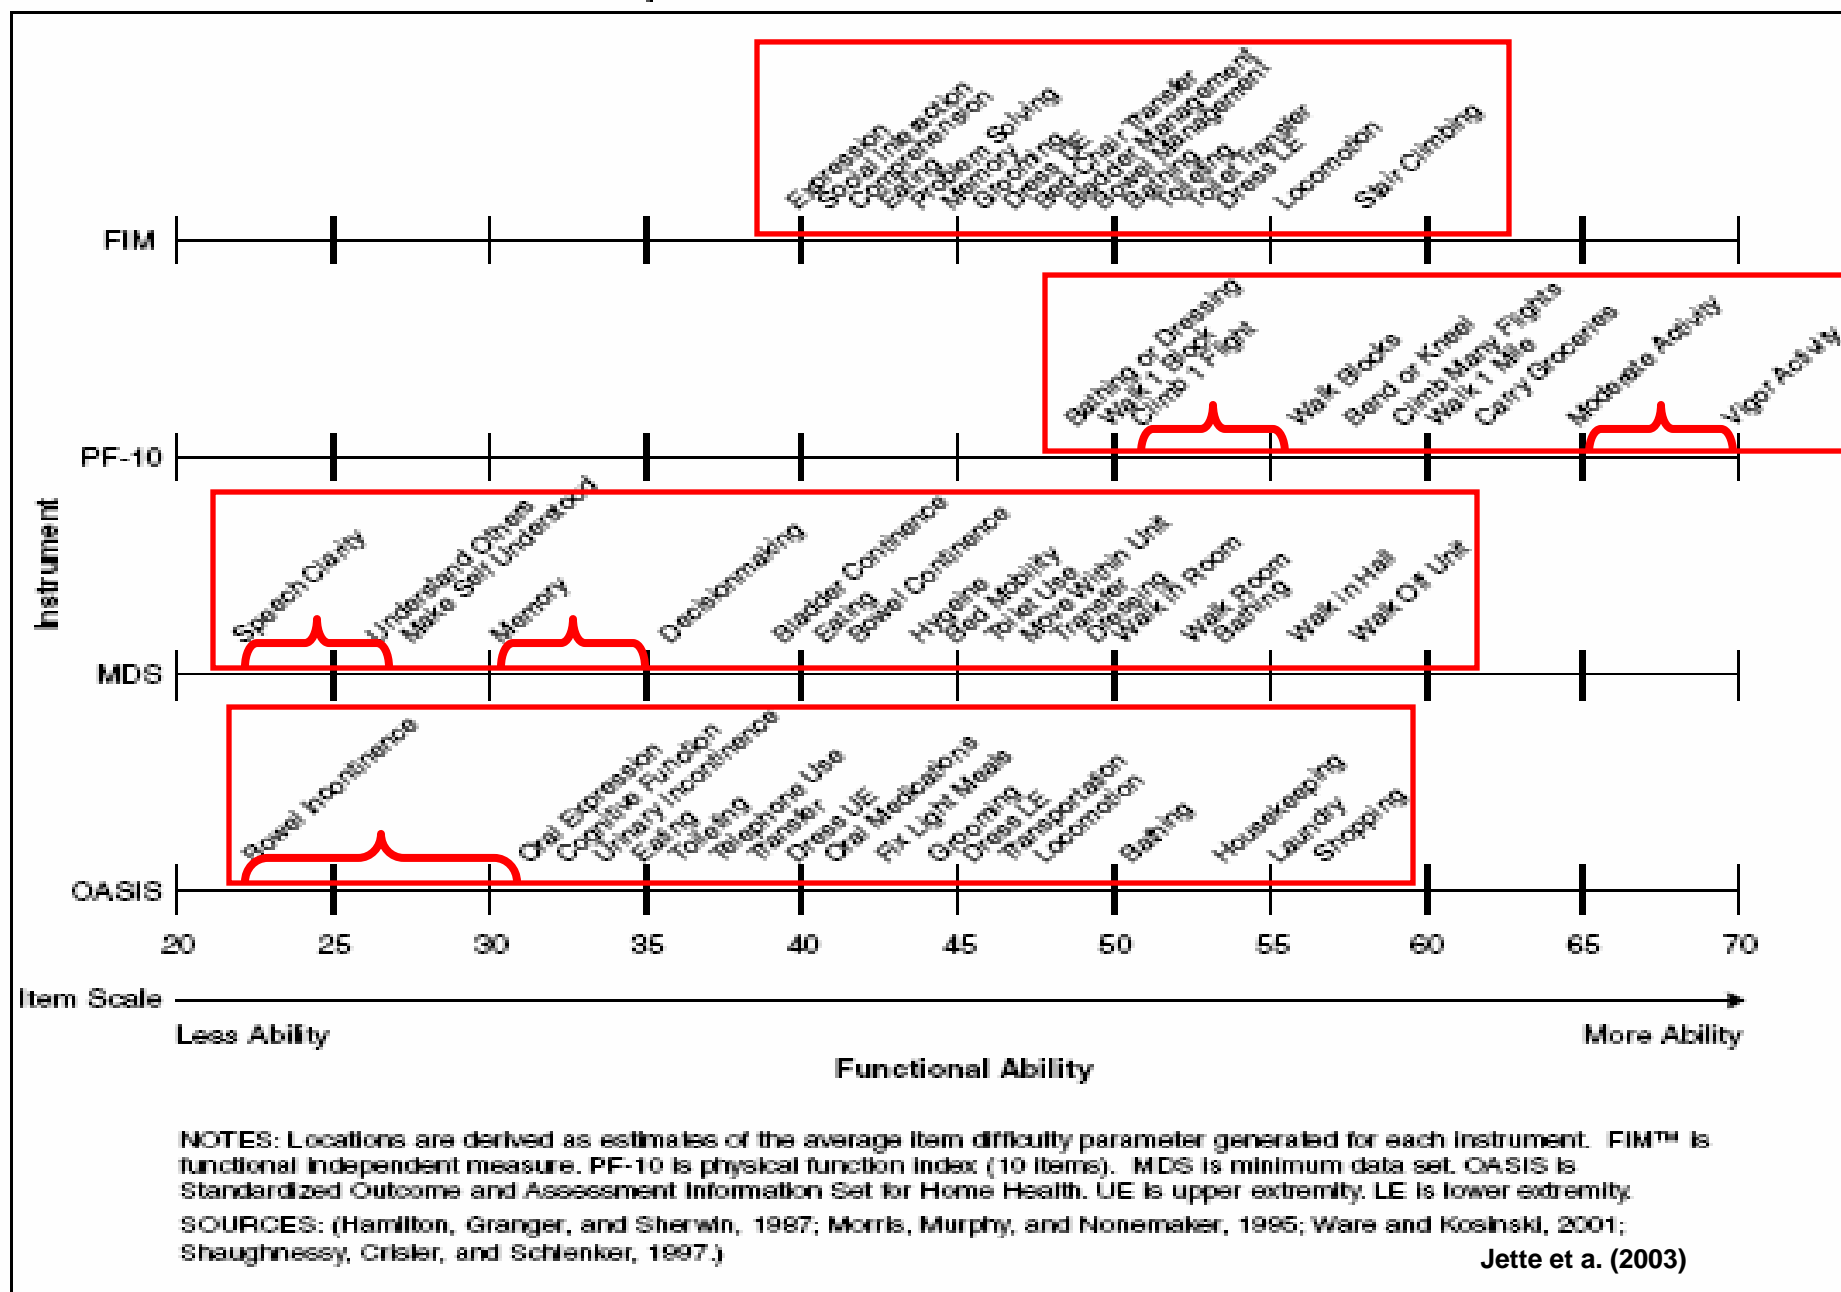 Expression
Social Interaction
Comprehension
Eating
Problem Solving
Memory
Grooming
Dress UE
Bed Chair Transfer
Bladder Management
Bowel Management
Bathing
Toileting
Toilet Transfer
Dress LE
Locomotion
Stair Climbing
FIM
Bathing or Dressing
Walk 1 Block
Climb 1 Flight
Walk Blocks
Bend or Kneel
Climb Many Flights
Walk 1 Mile
Carry Groceries
Moderate Activity
Vigor Activity
PF-10
Instrument
Speech Clarity
Understand Others
Make Self Understood
Memory
Decisionmaking
Bladder Continence
Eating
Bowel Continence
Hygeine
Bed Mobility
Toilet Use
Move Within Unit
Transfer
Dressing
Walk in Room
Walk Room
Bathing
Walk in Hall
Walk Off Unit
MDS
Bowel Incontinence
Oral Expression
Cognitive Function
Urinary Incontinence
Eating
Toileting
Telephone Use
Transfer
Dress UE
Oral Medications
Fix Light Meals
Grooming
Dress LE
Transportation
Locomotion
Bathing
Housekeeping
Laundry
Shopping
OASIS
20 25 30 35 40 45 50 55 60 65 70
Item Scale
Less Ability More Ability
Functional Ability
NOTES: Locations are derived as estimates of the average item difficulty parameter generated for each instrument. FIM™ is
functional independent measure. PF-10 is physical function index (10 items). MDS is minimum data set. OASIS is
Standardized Outcome and Assessment Information Set for Home Health. UE is upper extremity. LE is lower extremity.
SOURCES: (Hamilton, Granger, and Sherwin, 1987; Morris, Murphy, and Nonemaker, 1995; Ware and Kosinski, 2001;
Shaughnessy, Crisler, and Schlenker, 1997.)
Jette et a. (2003)